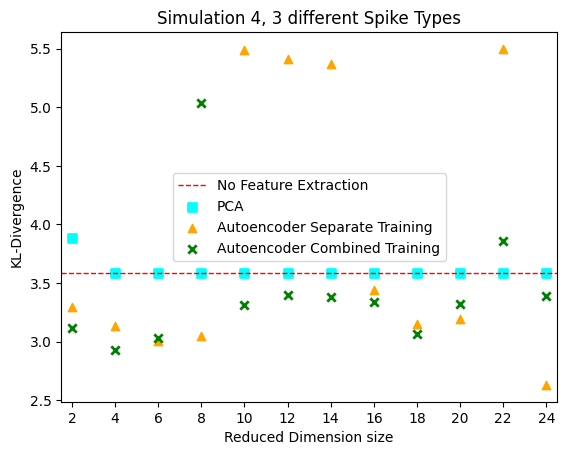 Simulation 4, 3 different Spike Types
KL-Divergence
5.5
5.0
4.5
4.0
3.5
3.0
2.5
No Feature Extraction
PCA
Autoencoder Separate Training
Autoencoder Combined Training
2 4 6 8 10 12 14 16 18 20 22 24
Reduced Dimension size